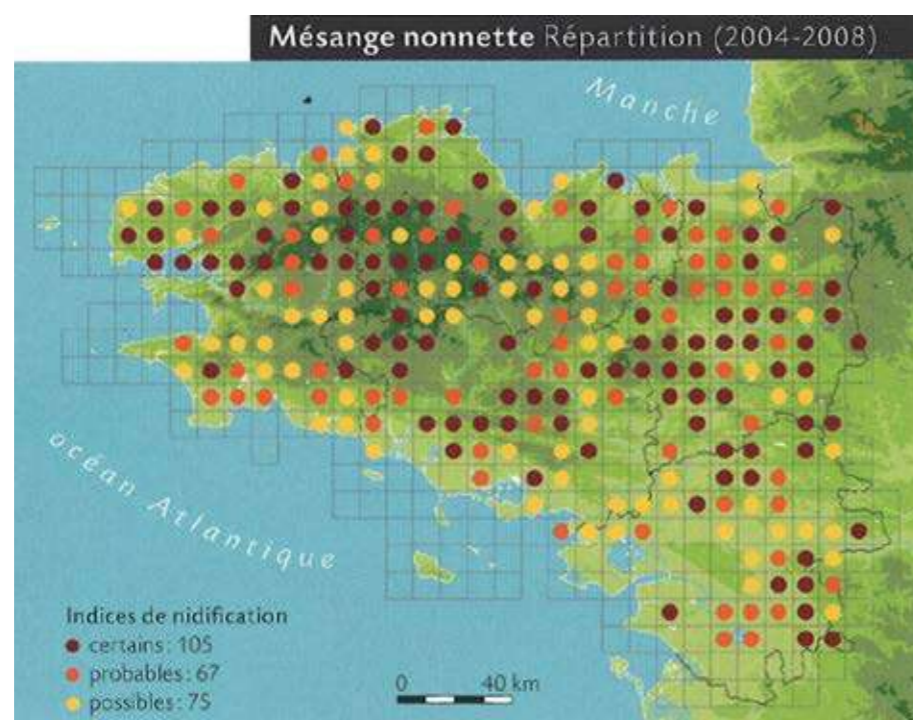 Mésange nonnette Répartition (2004-2008)
Manche
océan Atlantique
Indices de nidification
certains : 105
probables : 67
possibles : 75
0 40 km